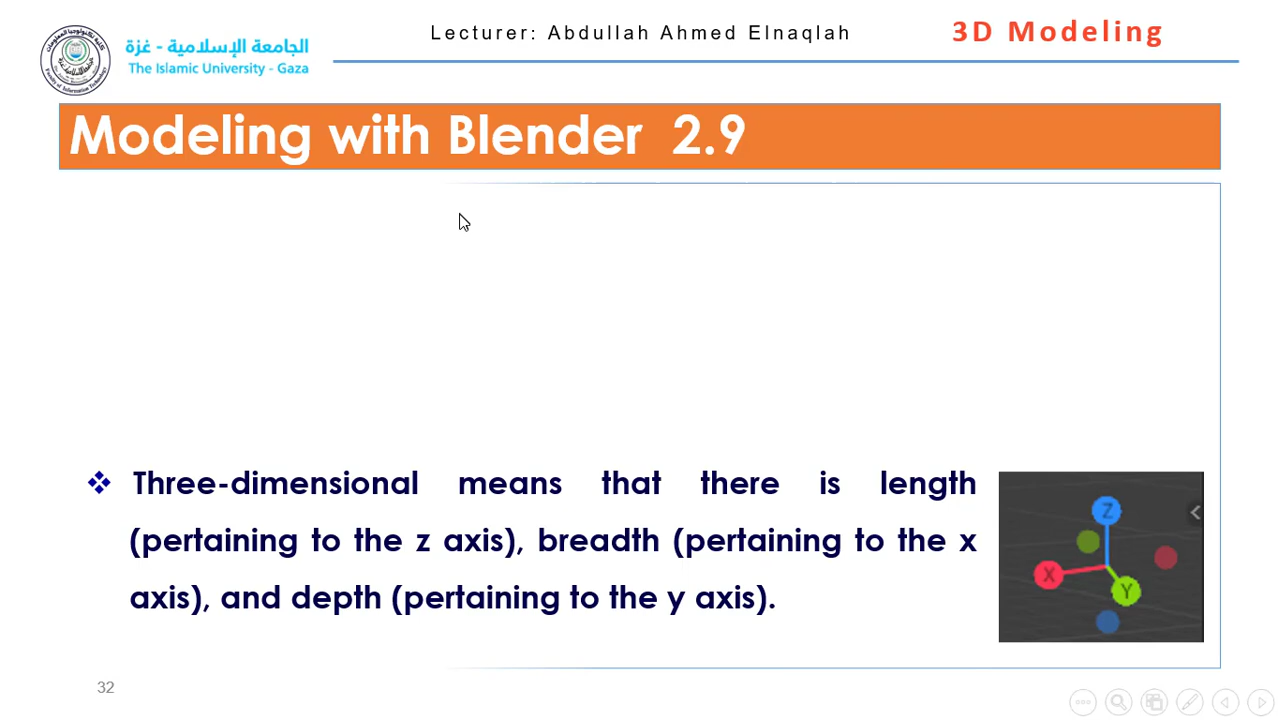 الجامعة الإسلامية - غزة
The Islamic University - Gaza
Lecturer: Abdullah Ahmed Elnaqlah
3D Modeling
Modeling with Blender 2.9
❖ Three-dimensional means that there is length
(pertaining to the z axis), breadth (pertaining to the x
axis), and depth (pertaining to the y axis).
Z
X
Y
32